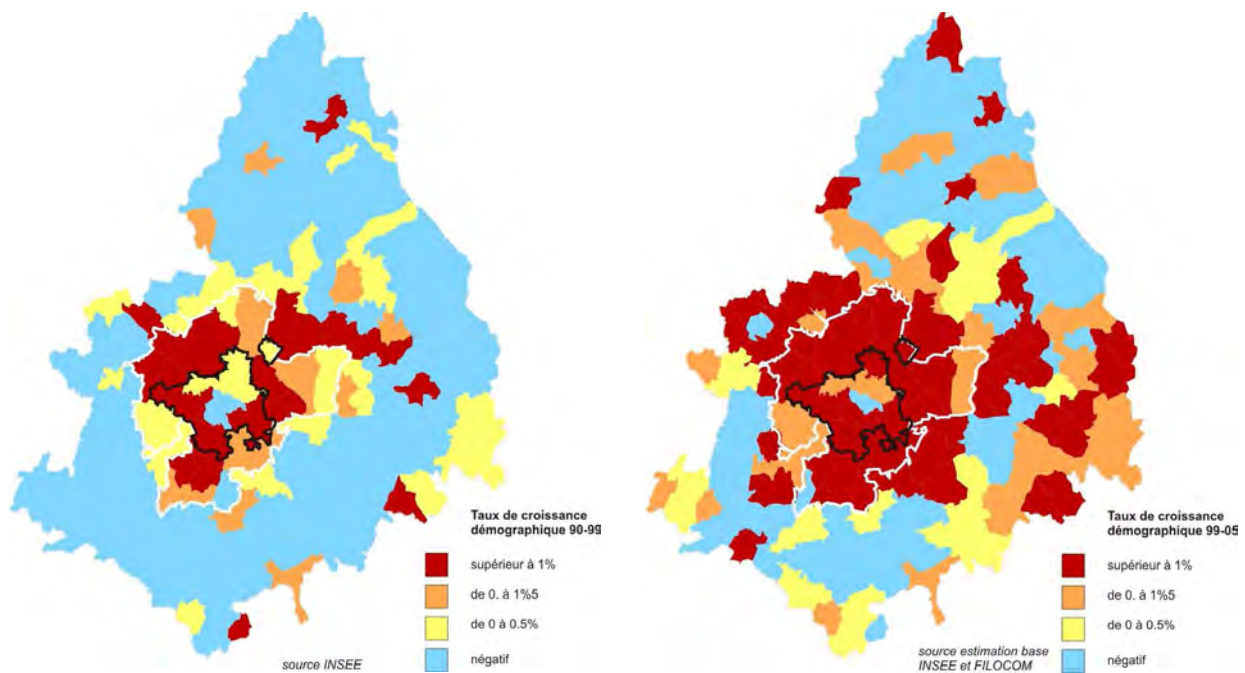 Taux de croissance
démographique 90-99
supérieur à 1%
de 0. à 1%5
de 0 à 0.5%
négatif
source INSEE
Taux de croissance
démographique 99-05
supérieur à 1%
de 0. à 1%5
de 0 à 0.5%
négatif
source estimation base
INSEE et FILOCOM